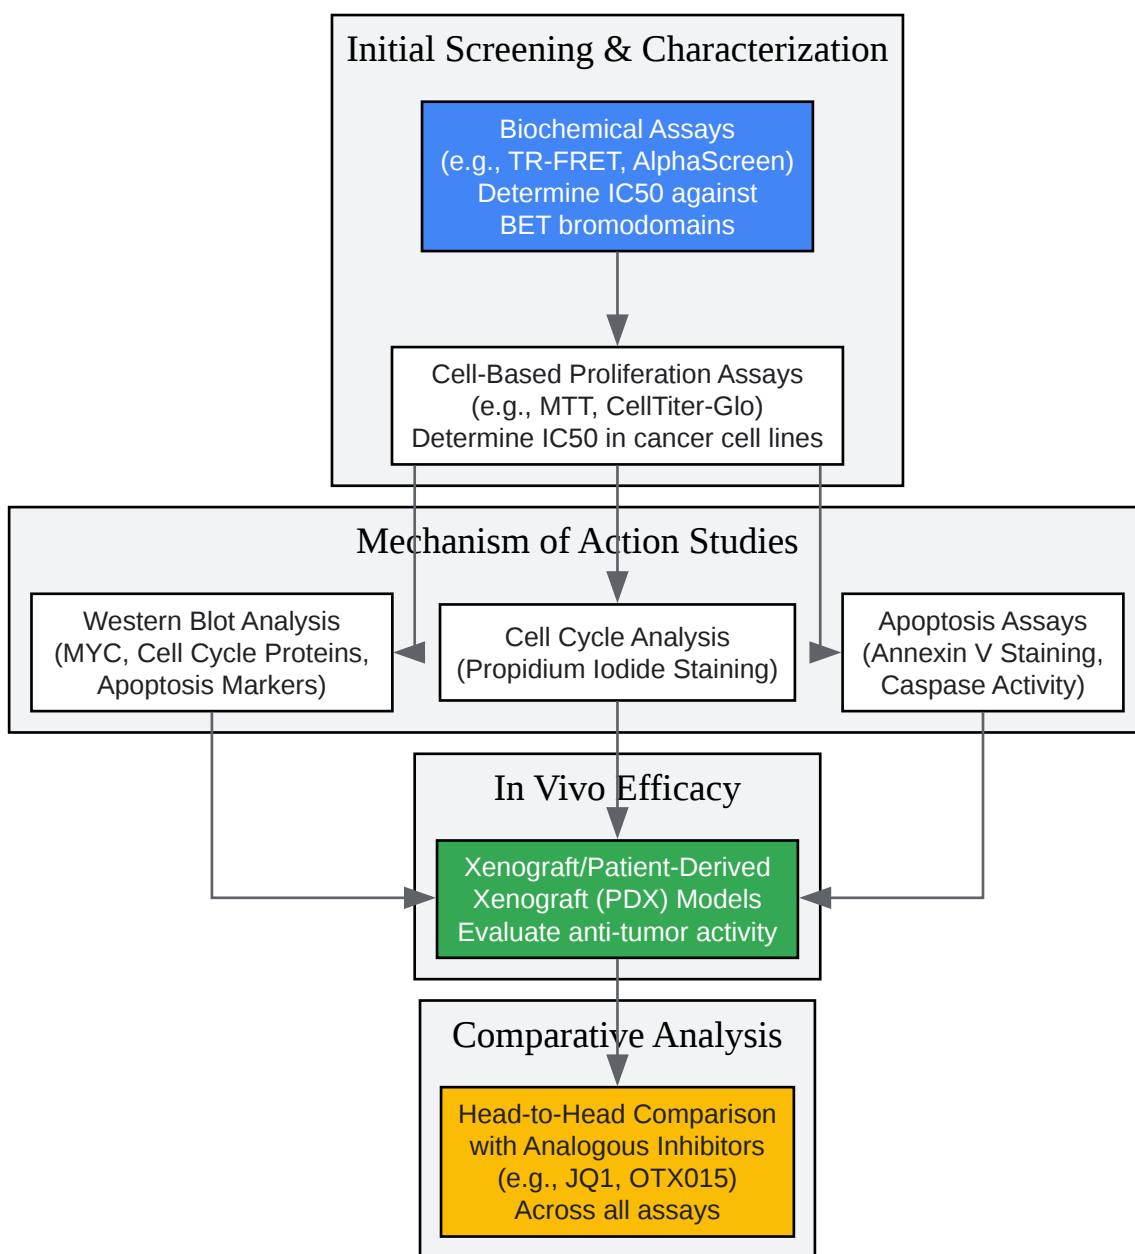 Initial Screening & Characterization
Biochemical Assays
(e.g., TR-FRET, AlphaScreen)
Determine IC50 against
BET bromodomains
Cell-Based Proliferation Assays
(e.g., MTT, CellTiter-Glo)
Determine IC50 in cancer cell lines
Mechanism of Action Studies
Western Blot Analysis
(MYC, Cell Cycle Proteins,
Apoptosis Markers)
Cell Cycle Analysis
(Propidium Iodide Staining)
Apoptosis Assays
(Annexin V Staining,
Caspase Activity)
In Vivo Efficacy
Xenograft/Patient-Derived
Xenograft (PDX) Models
Evaluate anti-tumor activity
Comparative Analysis
Head-to-Head Comparison
with Analogous Inhibitors
(e.g., JQ1, OTX015)
Across all assays